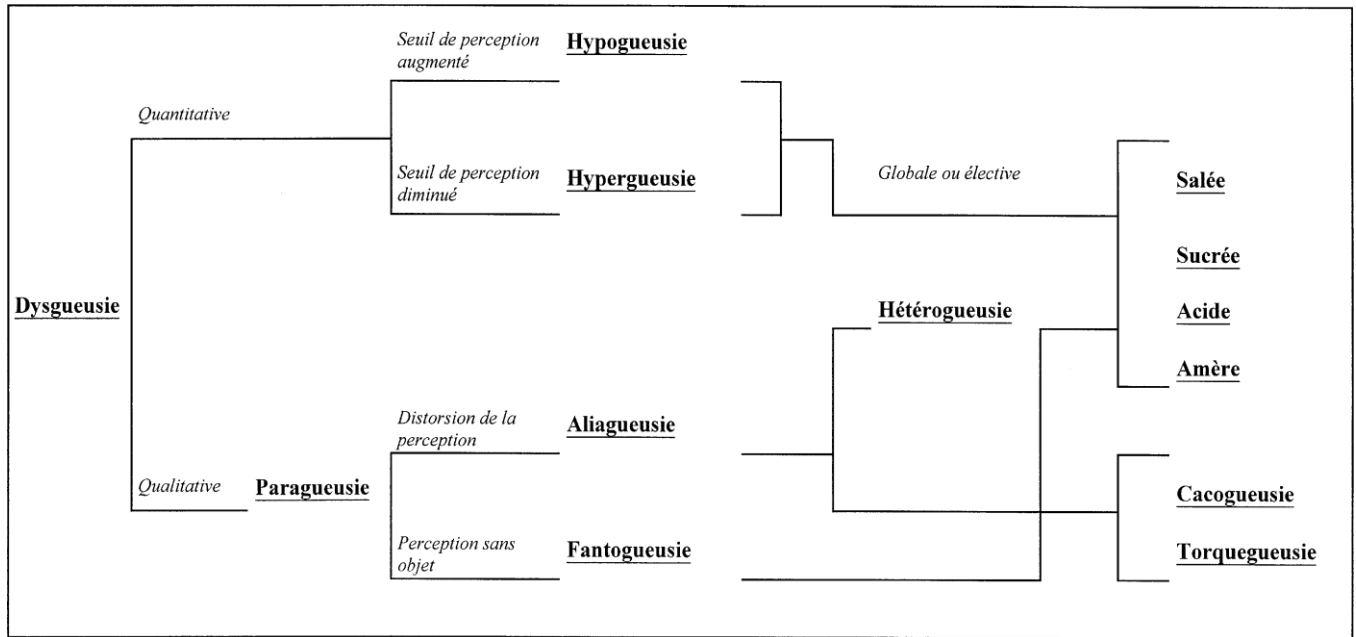 Seuil de perception
augmenté
Hypogueusie
Quantitative
Seuil de perception
diminué
Hypergueusie
Globale ou élective
Salée
Sucrée
Dysgueusie
Hétérogueusie
Acide
Amère
Distorsion de la
perception
Aliagueusie
Qualitative
Paragueusie
Cacogueusie
Perception sans
objet
Fantogueusie
Torquegueusie